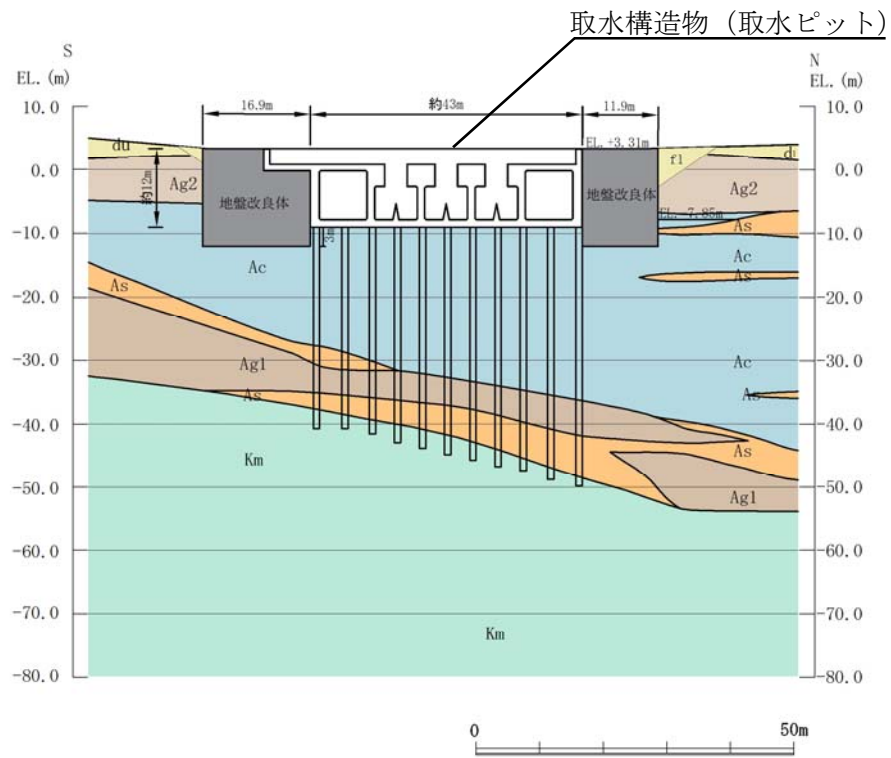 取水構造物（取水ピット）
S
EL. (m)
N
EL. (m)
16.9m
約43m
11.9m
10.0
0.0
-10.0
-20.0
-30.0
-40.0
-50.0
-60.0
-70.0
-80.0
10.0
0.0
-10.0
-20.0
-30.0
-40.0
-50.0
-60.0
-70.0
-80.0
EL. +3.31m
du
約12m
Ag2
地盤改良体
地盤改良体
f1
Ag2
EL. -7.85m
As
3m
Ac
Ac
As
As
Ag1
Ac
As
As
As
Ag1
Km
Km
0
50m